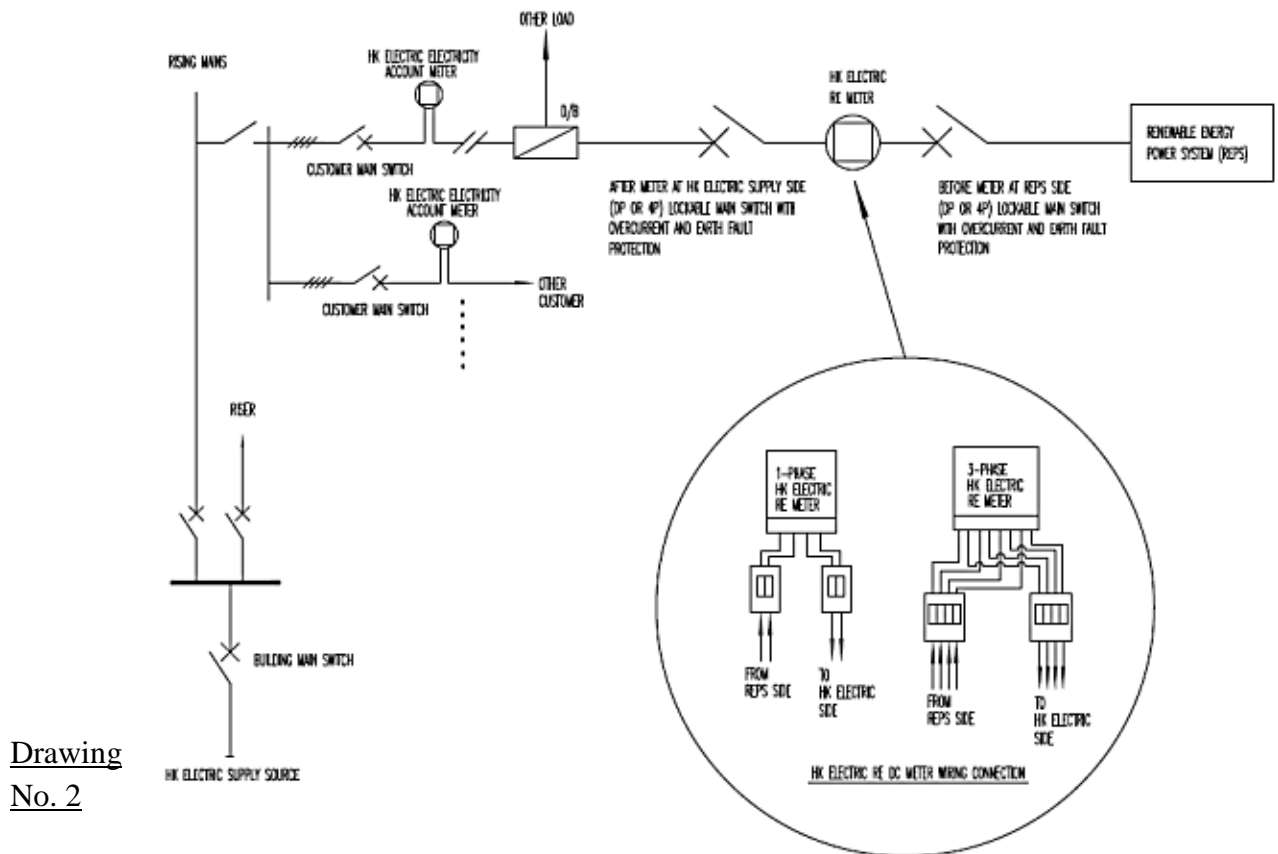 OTHER LOAD
RISING MAINS
HK ELECTRIC ELECTRICITY
ACCOUNT METER
HK ELECTRIC
RE METER
D/B
RENEWABLE ENERGY
POWER SYSTEM (REPS)
CUSTOMER MAIN SWITCH
HK ELECTRIC ELECTRICITY
ACCOUNT METER
AFTER METER AT HK ELECTRIC SUPPLY SIDE
(DP OR 4P) LOCKABLE MAIN SWITCH WITH
OVERCURRENT AND EARTH FAULT
PROTECTION
BEFORE METER AT REPS SIDE
(DP OR 4P) LOCKABLE MAIN SWITCH
WITH OVERCURRENT AND EARTH FAULT
PROTECTION
CUSTOMER MAIN SWITCH
OTHER
CUSTOMER
RISER
1-PHASE
HK ELECTRIC
RE METER
3-PHASE
HK ELECTRIC
RE METER
BUILDING MAIN SWITCH
FROM
REPS SIDE
TO
HK ELECTRIC
SIDE
FROM
REPS SIDE
TO
HK ELECTRIC
SIDE
HK ELECTRIC RE DC METER WIRING CONNECTION
HK ELECTRIC SUPPLY SOURCE
Drawing
No. 2